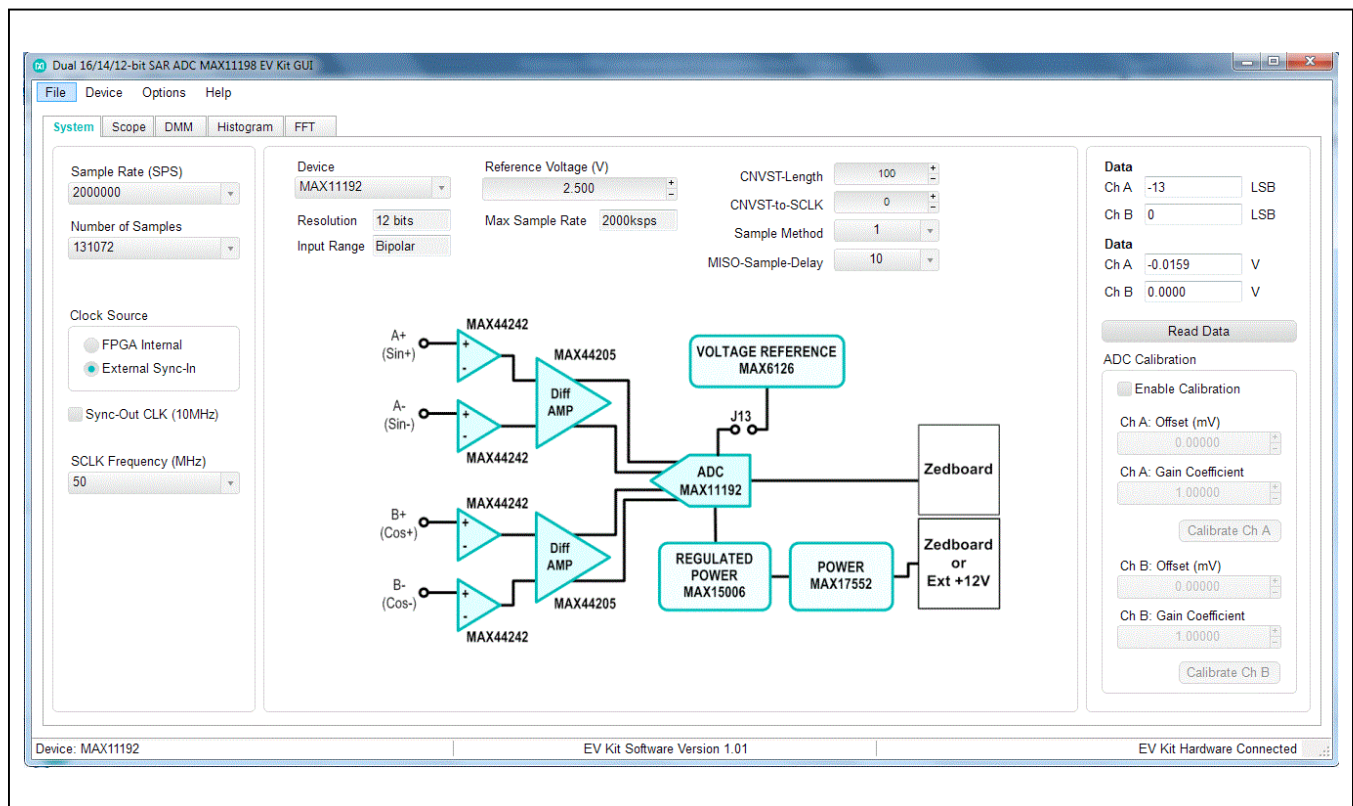 Dual 16/14/12-bit SAR ADC MAX11198 EV Kit GUI
File Device Options Help
System Scope DMM Histogram FFT
Sample Rate (SPS)
2000000
Number of Samples
131072
Clock Source
FPGA Internal
External Sync-In
Sync-Out CLK (10MHz)
SCLK Frequency (MHz)
50
Device
MAX11192
Resolution 12 bits
Input Range Bipolar
Reference Voltage (V)
2.500
Max Sample Rate 2000ksps
CNVST-Length 100
CNVST-to-SCLK 0
Sample Method 1
MISO-Sample-Delay 10
A+
(Sin+)
+
-
MAX44242
A-
(Sin-)
+
-
MAX44242
MAX44205
Diff
AMP
VOLTAGE REFERENCE
MAX6126
J13
ADC
MAX11192
Zedboard
B+
(Cos+)
MAX44242
+
-
B-
(Cos-)
+
-
MAX44242
Diff
AMP
MAX44205
REGULATED
POWER
MAX15006
POWER
MAX17552
Zedboard
or
Ext +12V
Data
Ch A -13 LSB
Ch B 0 LSB
Data
Ch A -0.0159 V
Ch B 0.0000 V
Read Data
ADC Calibration
Enable Calibration
Ch A: Offset (mV)
0.00000
Ch A: Gain Coefficient
1.00000
Calibrate Ch A
Ch B: Offset (mV)
0.00000
Ch B: Gain Coefficient
1.00000
Calibrate Ch B
Device: MAX11192
EV Kit Software Version 1.01
EV Kit Hardware Connected